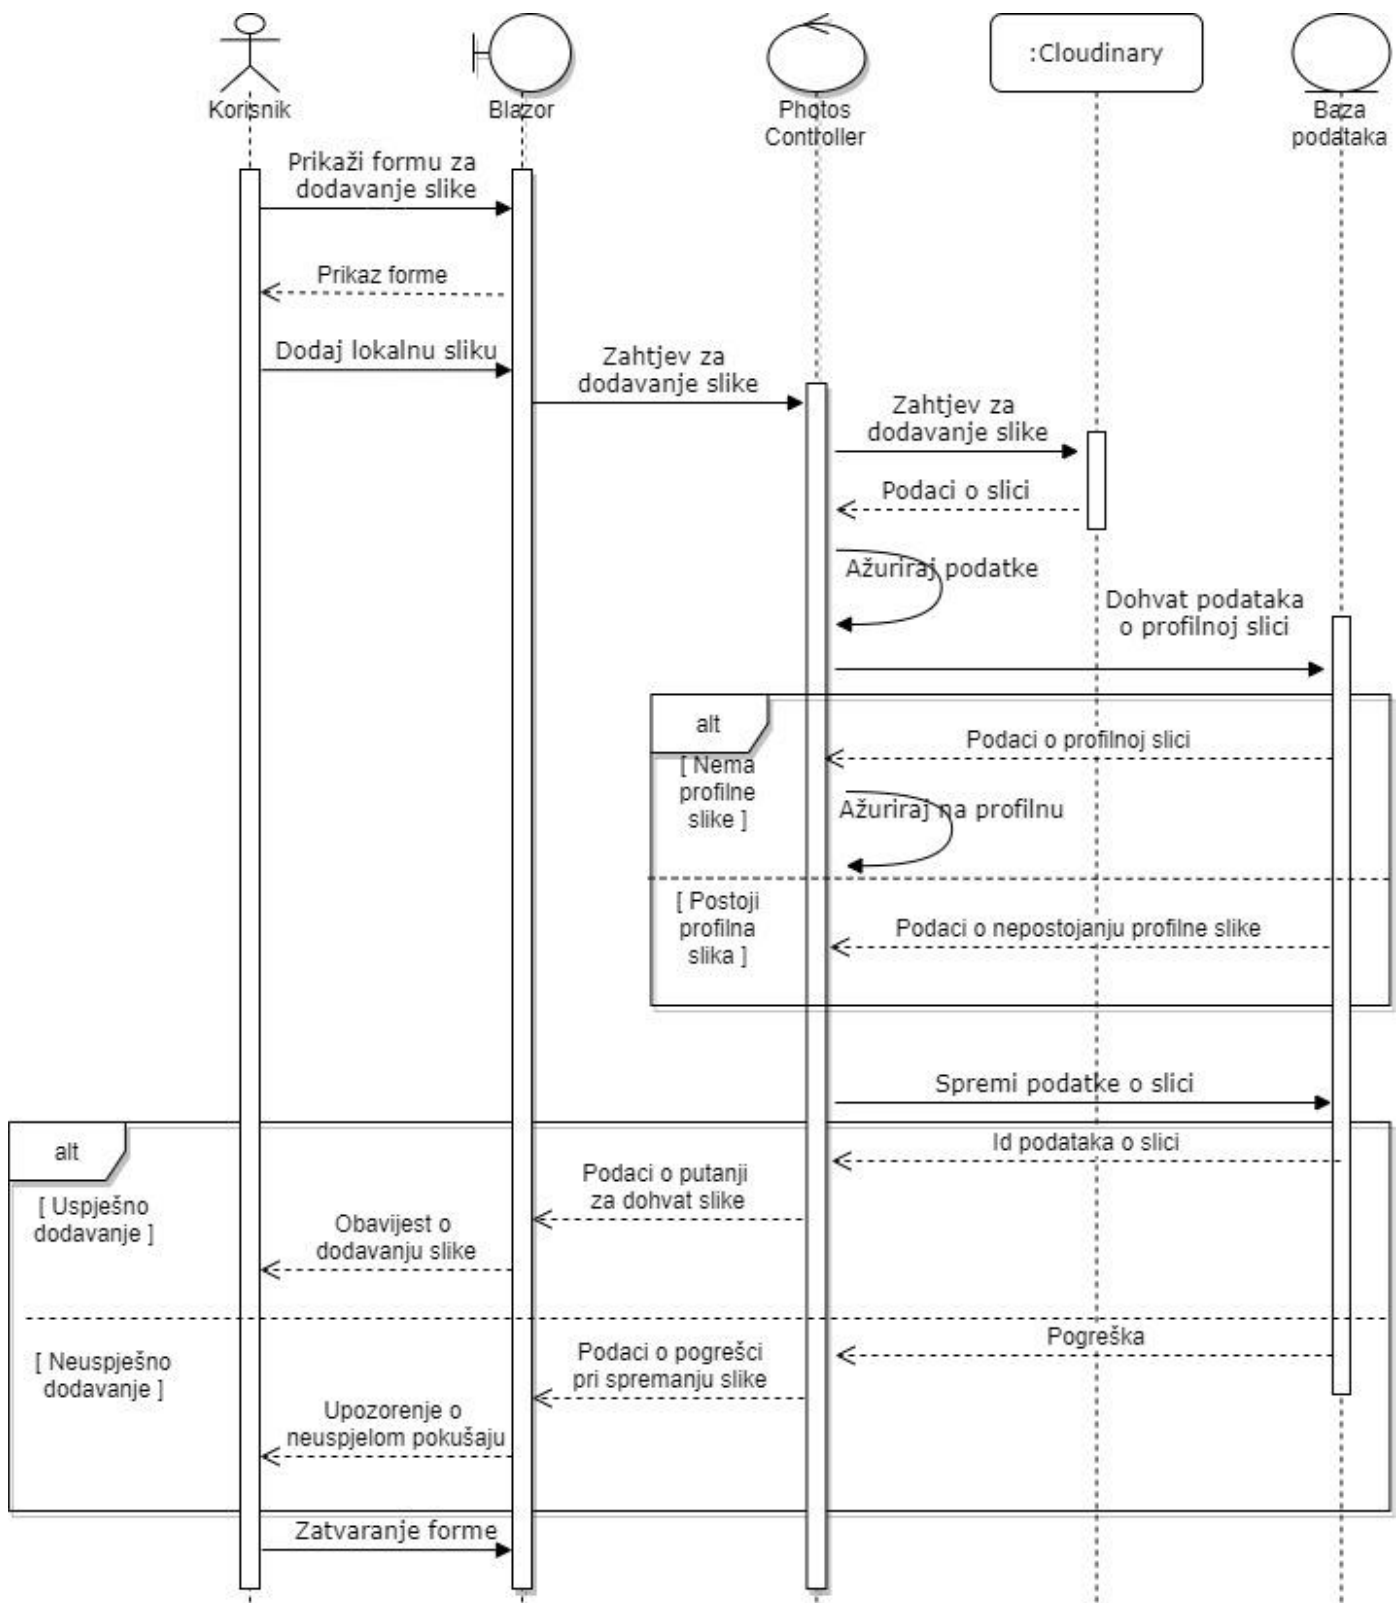 Korisnik
Blazor
Photos
Controller
:Cloudinary
Baza
podataka
Prikaži formu za
dodavanje slike
Prikaz forme
Dodaj lokalnu sliku
Zahtjev za
dodavanje slike
Zahtjev za
dodavanje slike
Podaci o slici
Ažuriraj podatke
Dohvat podataka
o profilnoj slici
alt
Podaci o profilnoj slici
[ Nema
profilne
slike ]
Ažuriraj na profilnu
[ Postoji
profilna
slika ]
Podaci o nepostojanju profilne slike
Spremi podatke o slici
alt
Id podataka o slici
[ Uspješno
dodavanje ]
Podaci o putanji
za dohvat slike
Obavijest o
dodavanju slike
Pogreška
[ Neuspješno
dodavanje ]
Podaci o pogrešci
pri spremanju slike
Upozorenje o
neuspjelom pokušaju
Zatvaranje forme